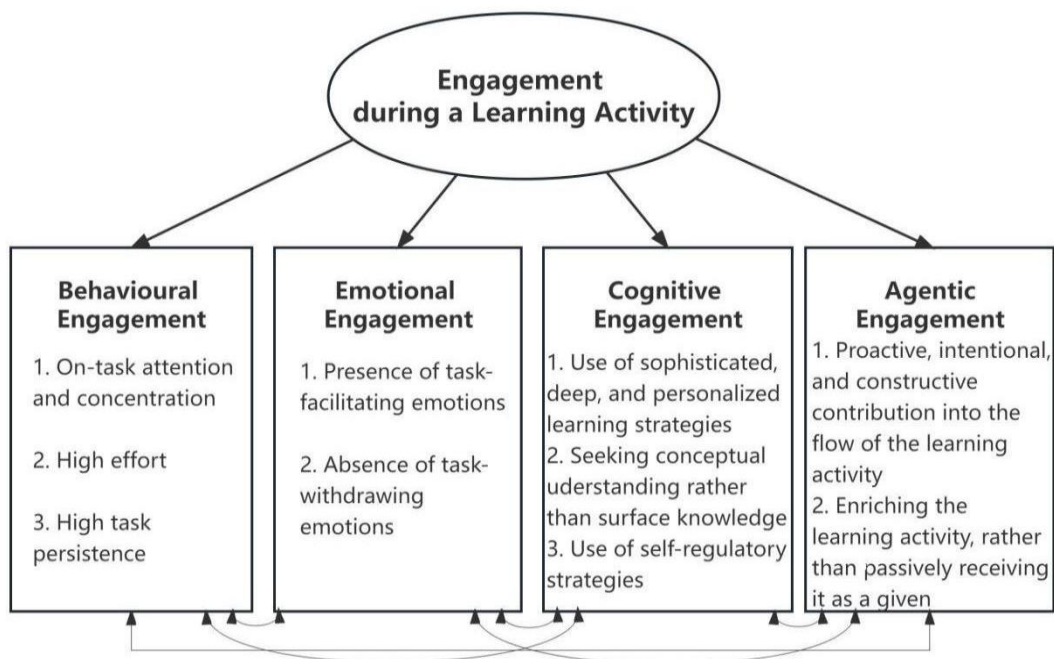 Engagement
during a Learning Activity
Behavioural
Engagement
1. On-task attention
and concentration
2. High effort
3. High task
persistence
Emotional
Engagement
1. Presence of task-
facilitating emotions
2. Absence of task-
withdrawing
emotions
Cognitive
Engagement
1. Use of sophisticated,
deep, and personalized
learning strategies
2. Seeking conceptual
uderstanding rather
than surface knowledge
3. Use of self-regulatory
strategies
Agentic
Engagement
1. Proactive, intentional,
and constructive
contribution into the
flow of the learning
activity
2. Enriching the
learning activity, rather
than passively receiving
it as a given